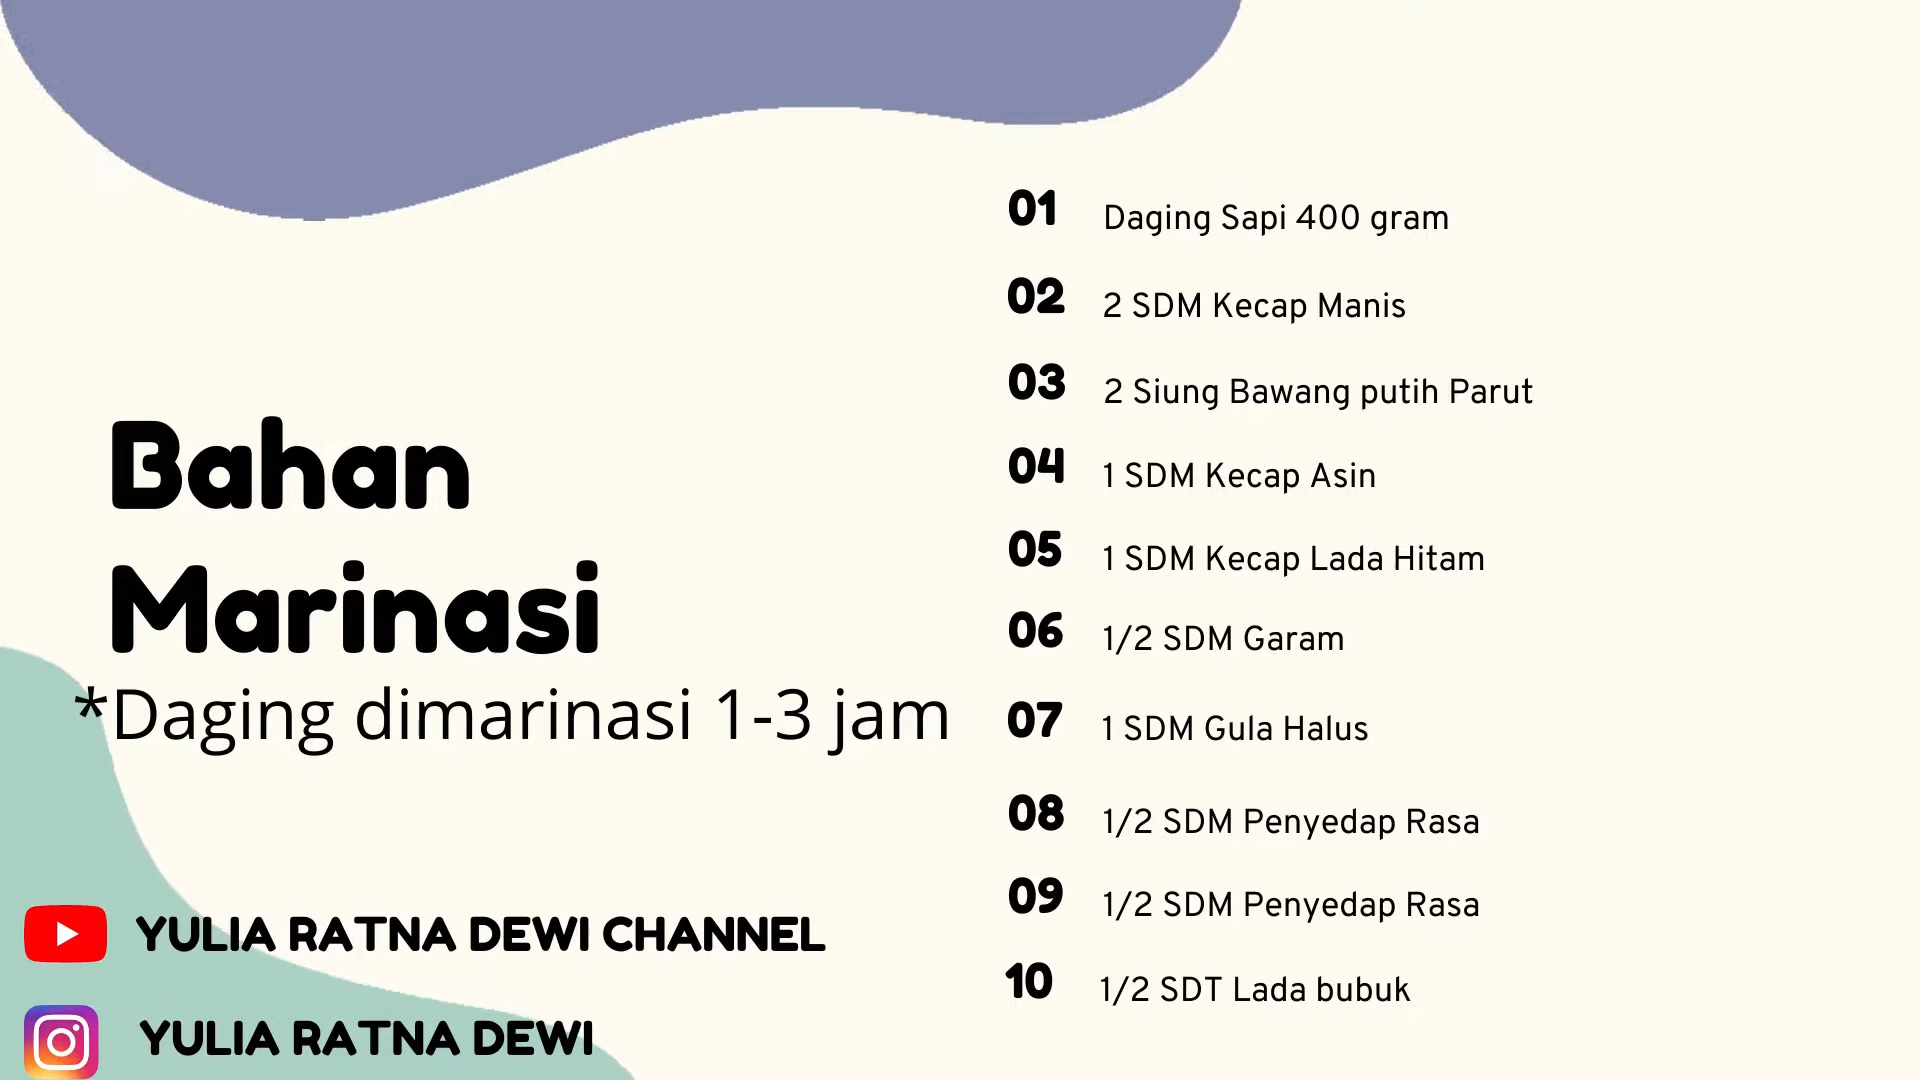 Bahan
Marinasi
*Daging dimarinasi 1-3 jam
YULIA RATNA DEWI CHANNEL
YULIA RATNA DEWI
01 Daging Sapi 400 gram
02 2 SDM Kecap Manis
03 2 Siung Bawang putih Parut
04 1 SDM Kecap Asin
05 1 SDM Kecap Lada Hitam
06 1/2 SDM Garam
07 1 SDM Gula Halus
08 1/2 SDM Penyedap Rasa
09 1/2 SDM Penyedap Rasa
10 1/2 SDT Lada bubuk